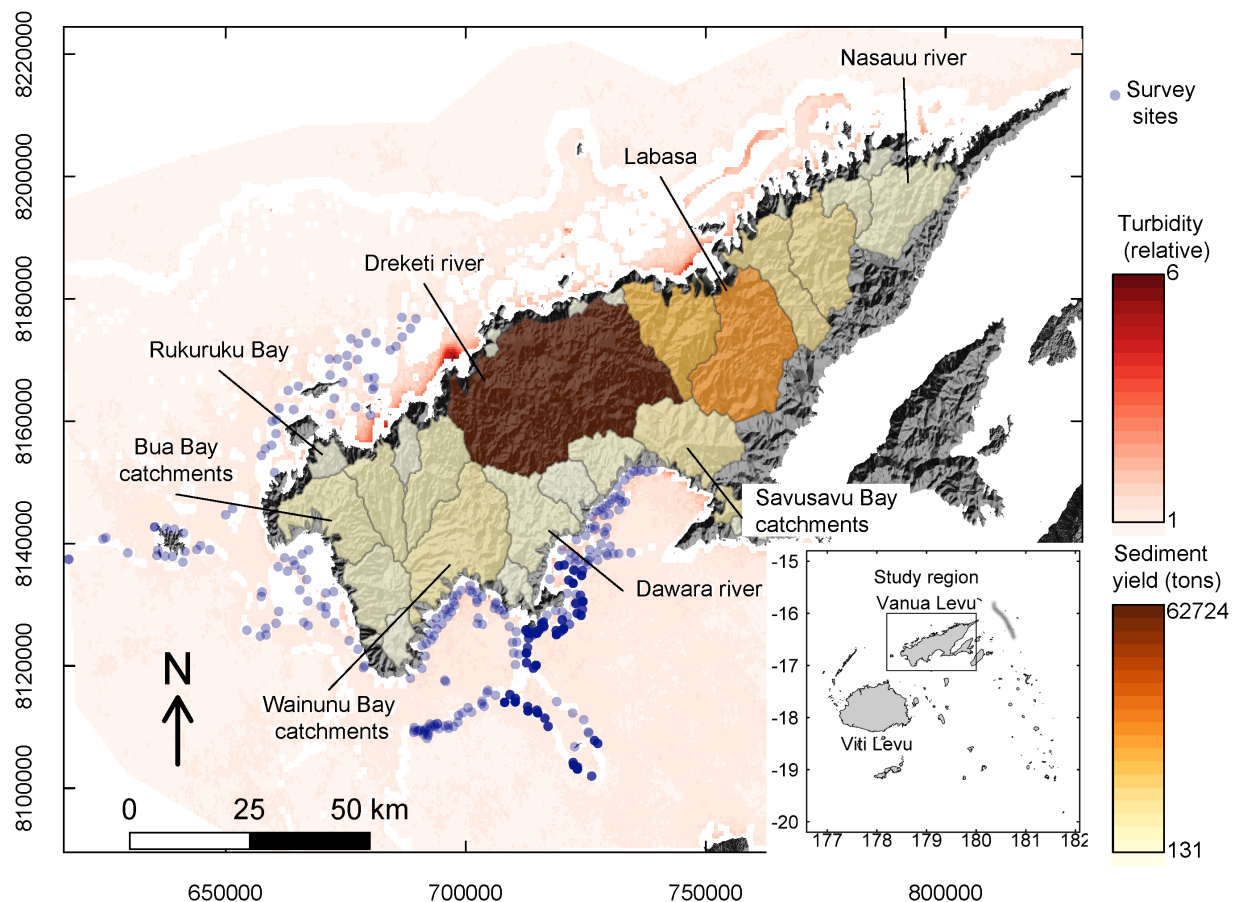 8220000
8200000
8180000
8160000
8140000
8120000
8100000
650000
700000
750000
800000
Nasauu river
Labasa
Dreketi river
Rukuruku Bay
Bua Bay
catchments
Savusavu Bay
catchments
Dawara river
Wainunu Bay
catchments
N
0
25
50 km
Survey
sites
Turbidity
(relative)
6
1
Sediment
yield (tons)
62724
131
Study region
Vanua Levu
Viti Levu
-15
-16
-17
-18
-19
-20
177
178
179
180
181
182